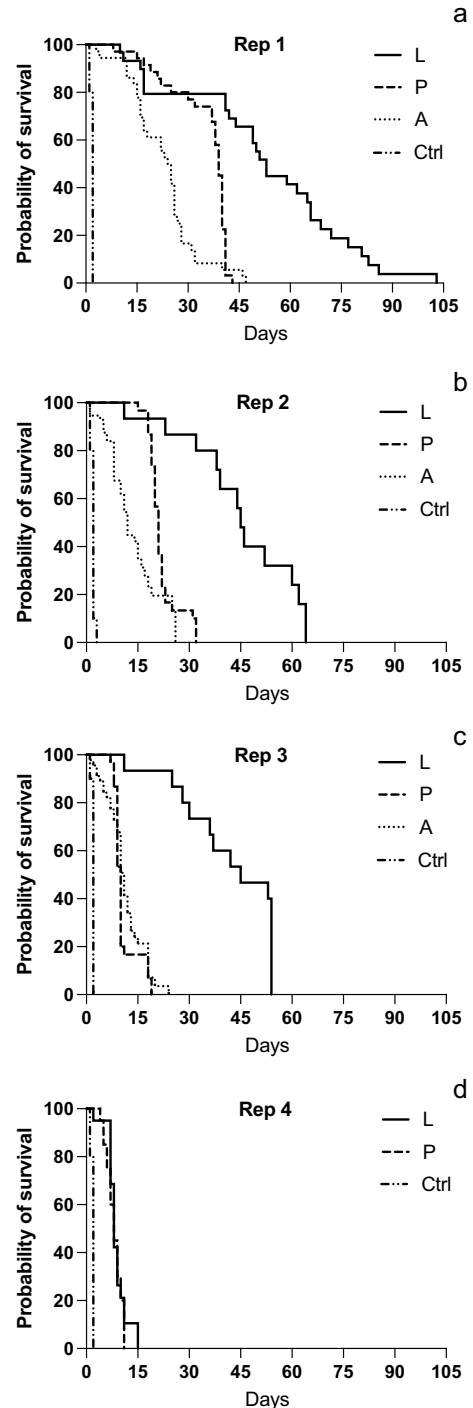 a
Rep 1
L
P
A
Ctrl
Probability of survival
100
80
60
40
20
0
0 15 30 45 60 75 90 105
Days
b
Rep 2
L
P
A
Ctrl
Probability of survival
100
80
60
40
20
0
0 15 30 45 60 75 90 105
Days
c
Rep 3
L
P
A
Ctrl
Probability of survival
100
80
60
40
20
0
0 15 30 45 60 75 90 105
Days
d
Rep 4
L
P
Ctrl
Probability of survival
100
80
60
40
20
0
0 15 30 45 60 75 90 105
Days